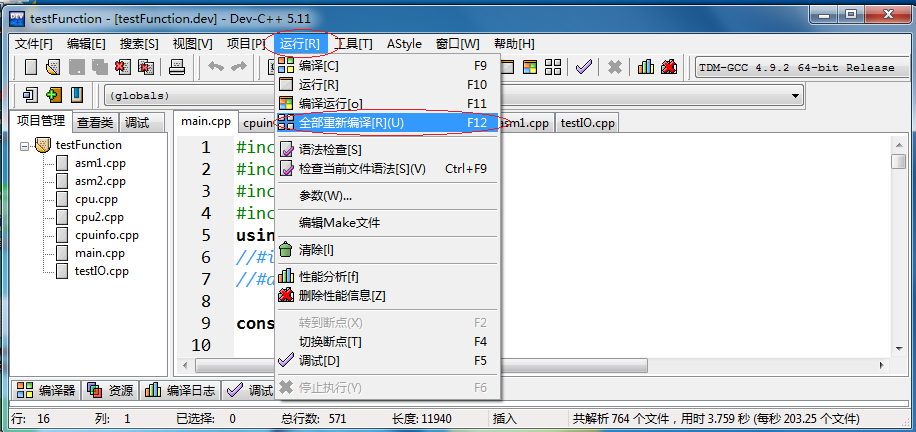 testFunction - [testFunction.dev] - Dev-C++ 5.11
文件[F] 编辑[E] 搜索[S] 视图[V] 项目[P] 运行[R] 工具[T] AStyle 窗口[W] 帮助[H]
TDM-GCC 4.9.2 64-bit Release
(globals)
项目管理 查看类 调试
main.cpp cpuin asm1.cpp testIO.cpp
testFunction
asm1.cpp
asm2.cpp
cpu.cpp
cpu2.cpp
cpuinfo.cpp
main.cpp
testIO.cpp
1 #inc
2 #inc
3 #inc
4 #inc
5 usin
6 //#i
7 //#d
8
9 cons
10
编译[C] F9
运行[R] F10
编译运行[o] F11
全部重新编译[R](U) F12
语法检查[S]
检查当前文件语法[S](V) Ctrl+F9
参数(W)...
编辑Make文件
清除[l]
性能分析[f]
删除性能信息[Z]
转到断点(X) F2
切换断点[T] F4
调试[D] F5
停止执行(Y) F6
编译器 资源 编译日志 调试
行: 16 列: 1 已选择: 0 总行数: 571 长度: 11940 插入 共解析 764 个文件，用时 3.759 秒 (每秒 203.25 个文件)